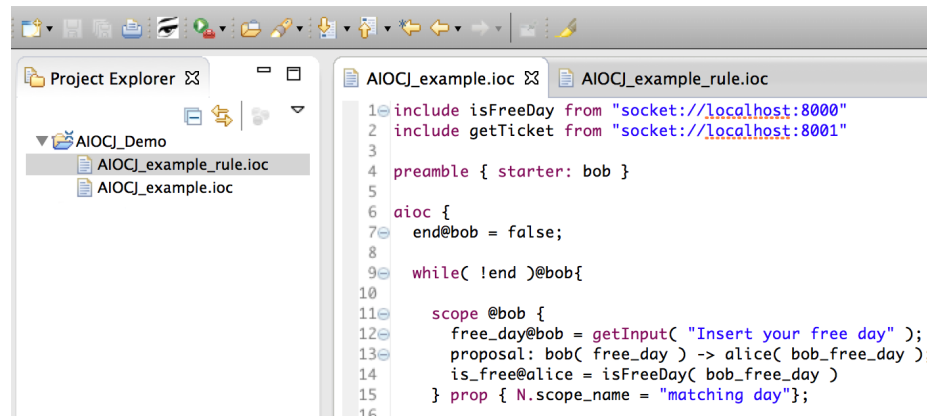 Project Explorer
AIOCJ_Demo
AIOCJ_example_rule.ioc
AIOCJ_example.ioc
AIOCJ_example.ioc
AIOCJ_example_rule.ioc
1 include isFreeDay from "socket://localhost:8000"
2 include getTicket from "socket://localhost:8001"
3
4 preamble { starter: bob }
5
6 aioc {
7 end@bob = false;
8
9 while( !end )@bob{
10
11 scope @bob {
12 free_day@bob = getInput( "Insert your free day" );
13 proposal: bob( free_day ) -> alice( bob_free_day );
14 is_free@alice = isFreeDay( bob_free_day )
15 } prop { N.scope_name = "matching day"};
16